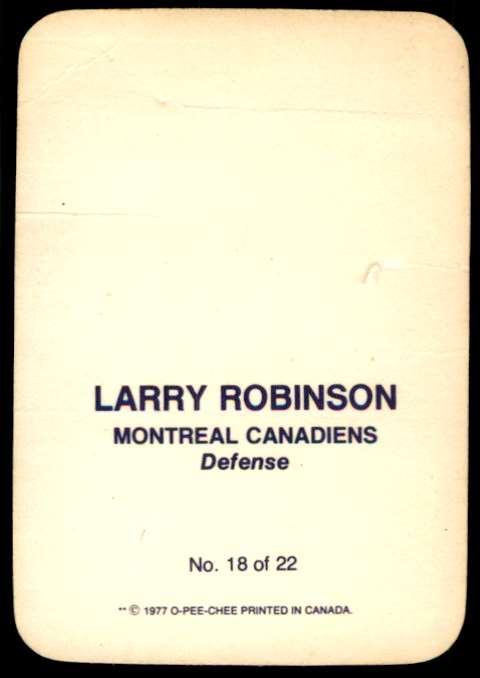 LARRY ROBINSON
MONTREAL CANADIENS
Defense
No. 18 of 22
** © 1977 O-PEE-CHEE PRINTED IN CANADA.